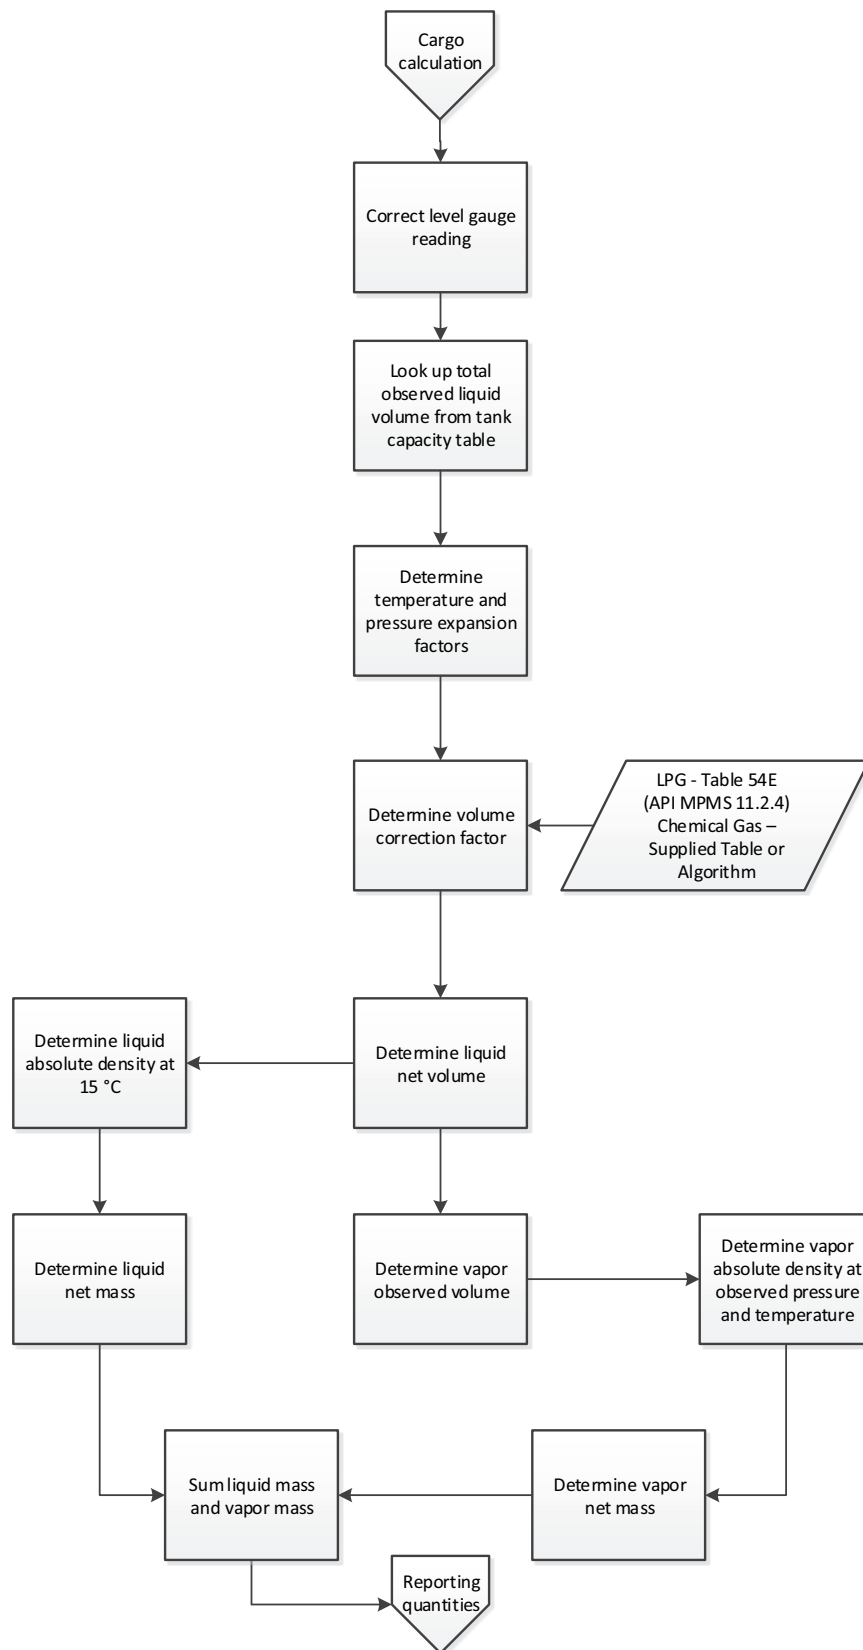 Cargo
calculation
Correct level gauge
reading
Look up total
observed liquid
volume from tank
capacity table
Determine
temperature and
pressure expansion
factors
Determine volume
correction factor
LPG - Table 54E
(API MPMS 11.2.4)
Chemical Gas –
Supplied Table or
Algorithm
Determine liquid
absolute density at
15 °C
Determine liquid
net volume
Determine liquid
net mass
Determine vapor
observed volume
Determine vapor
absolute density at
observed pressure
and temperature
Sum liquid mass
and vapor mass
Determine vapor
net mass
Reporting
quantities